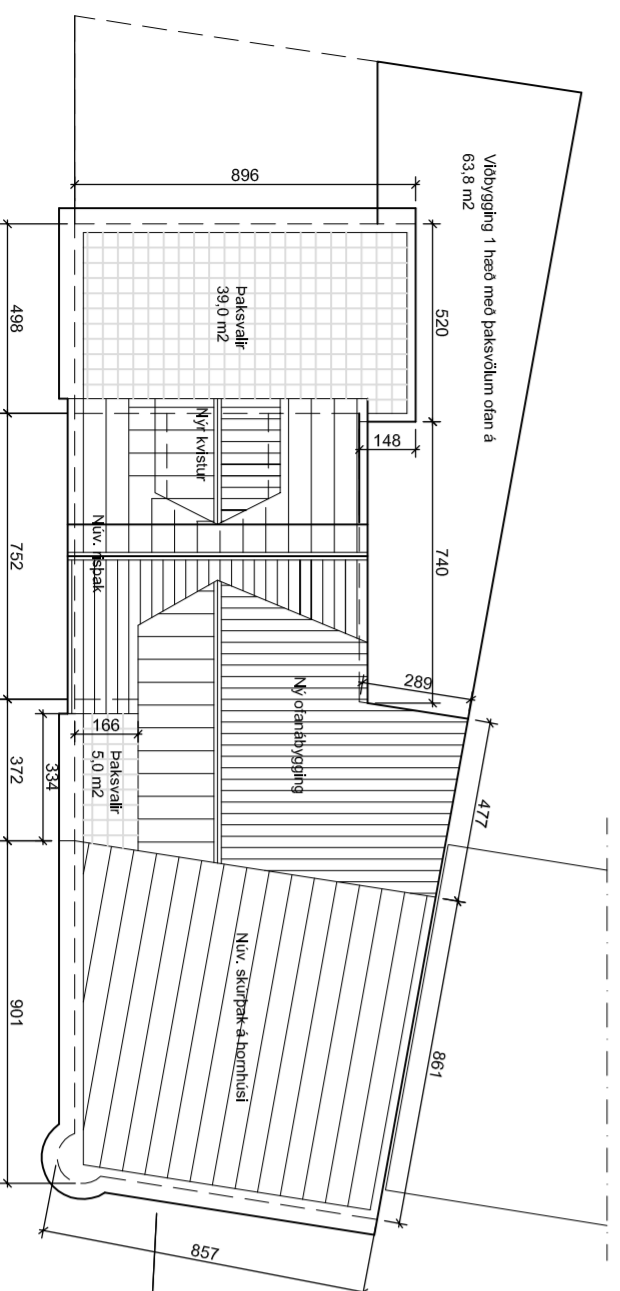 Viðbygging 1 hæð með þaksvölum ofan á
63,8 m2
896
520
498
Þaksvalir
39,0 m2
148
Nýr kvistur
740
752
Núv. risþak
289
Ný ofanábygging
477
166
Þaksvalir
5,0 m2
334
372
Núv. skúrþak á hornhúsi
861
901
857